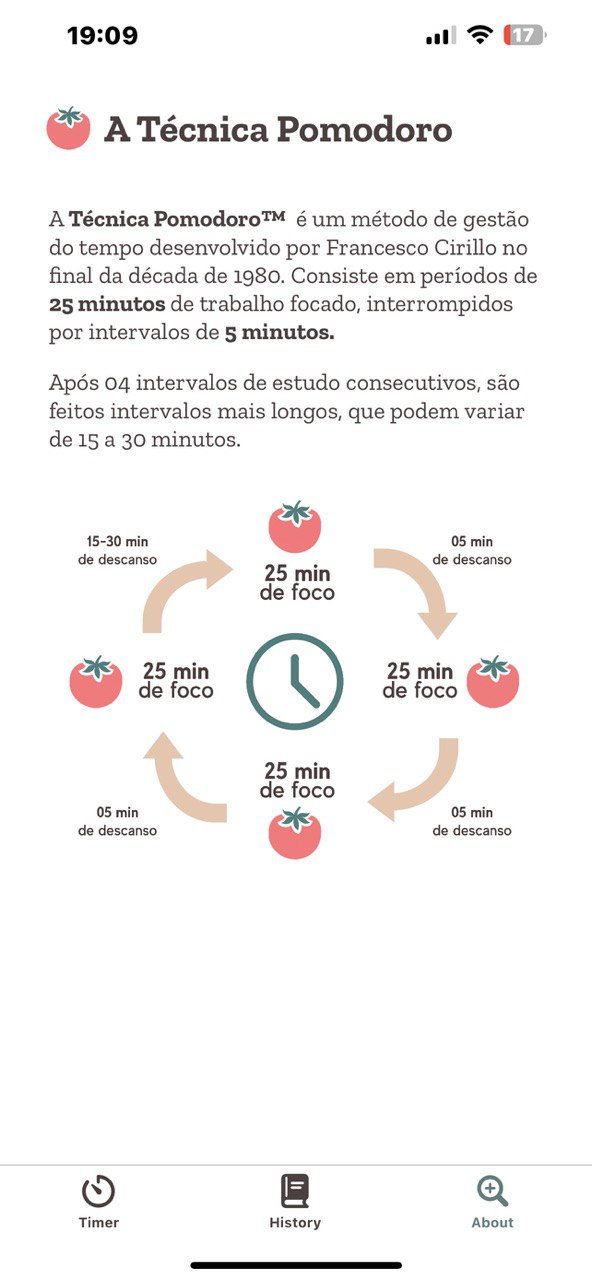 19:09
17
A Técnica Pomodoro
A Técnica Pomodoro™ é um método de gestão
do tempo desenvolvido por Francesco Cirillo no
final da década de 1980. Consiste em períodos de
25 minutos de trabalho focado, interrompidos
por intervalos de 5 minutos.
Após 04 intervalos de estudo consecutivos, são
feitos intervalos mais longos, que podem variar
de 15 a 30 minutos.
15-30 min
de descanso
25 min
de foco
05 min
de descanso
25 min
de foco
25 min
de foco
25 min
de foco
05 min
de descanso
05 min
de descanso
Timer
History
About